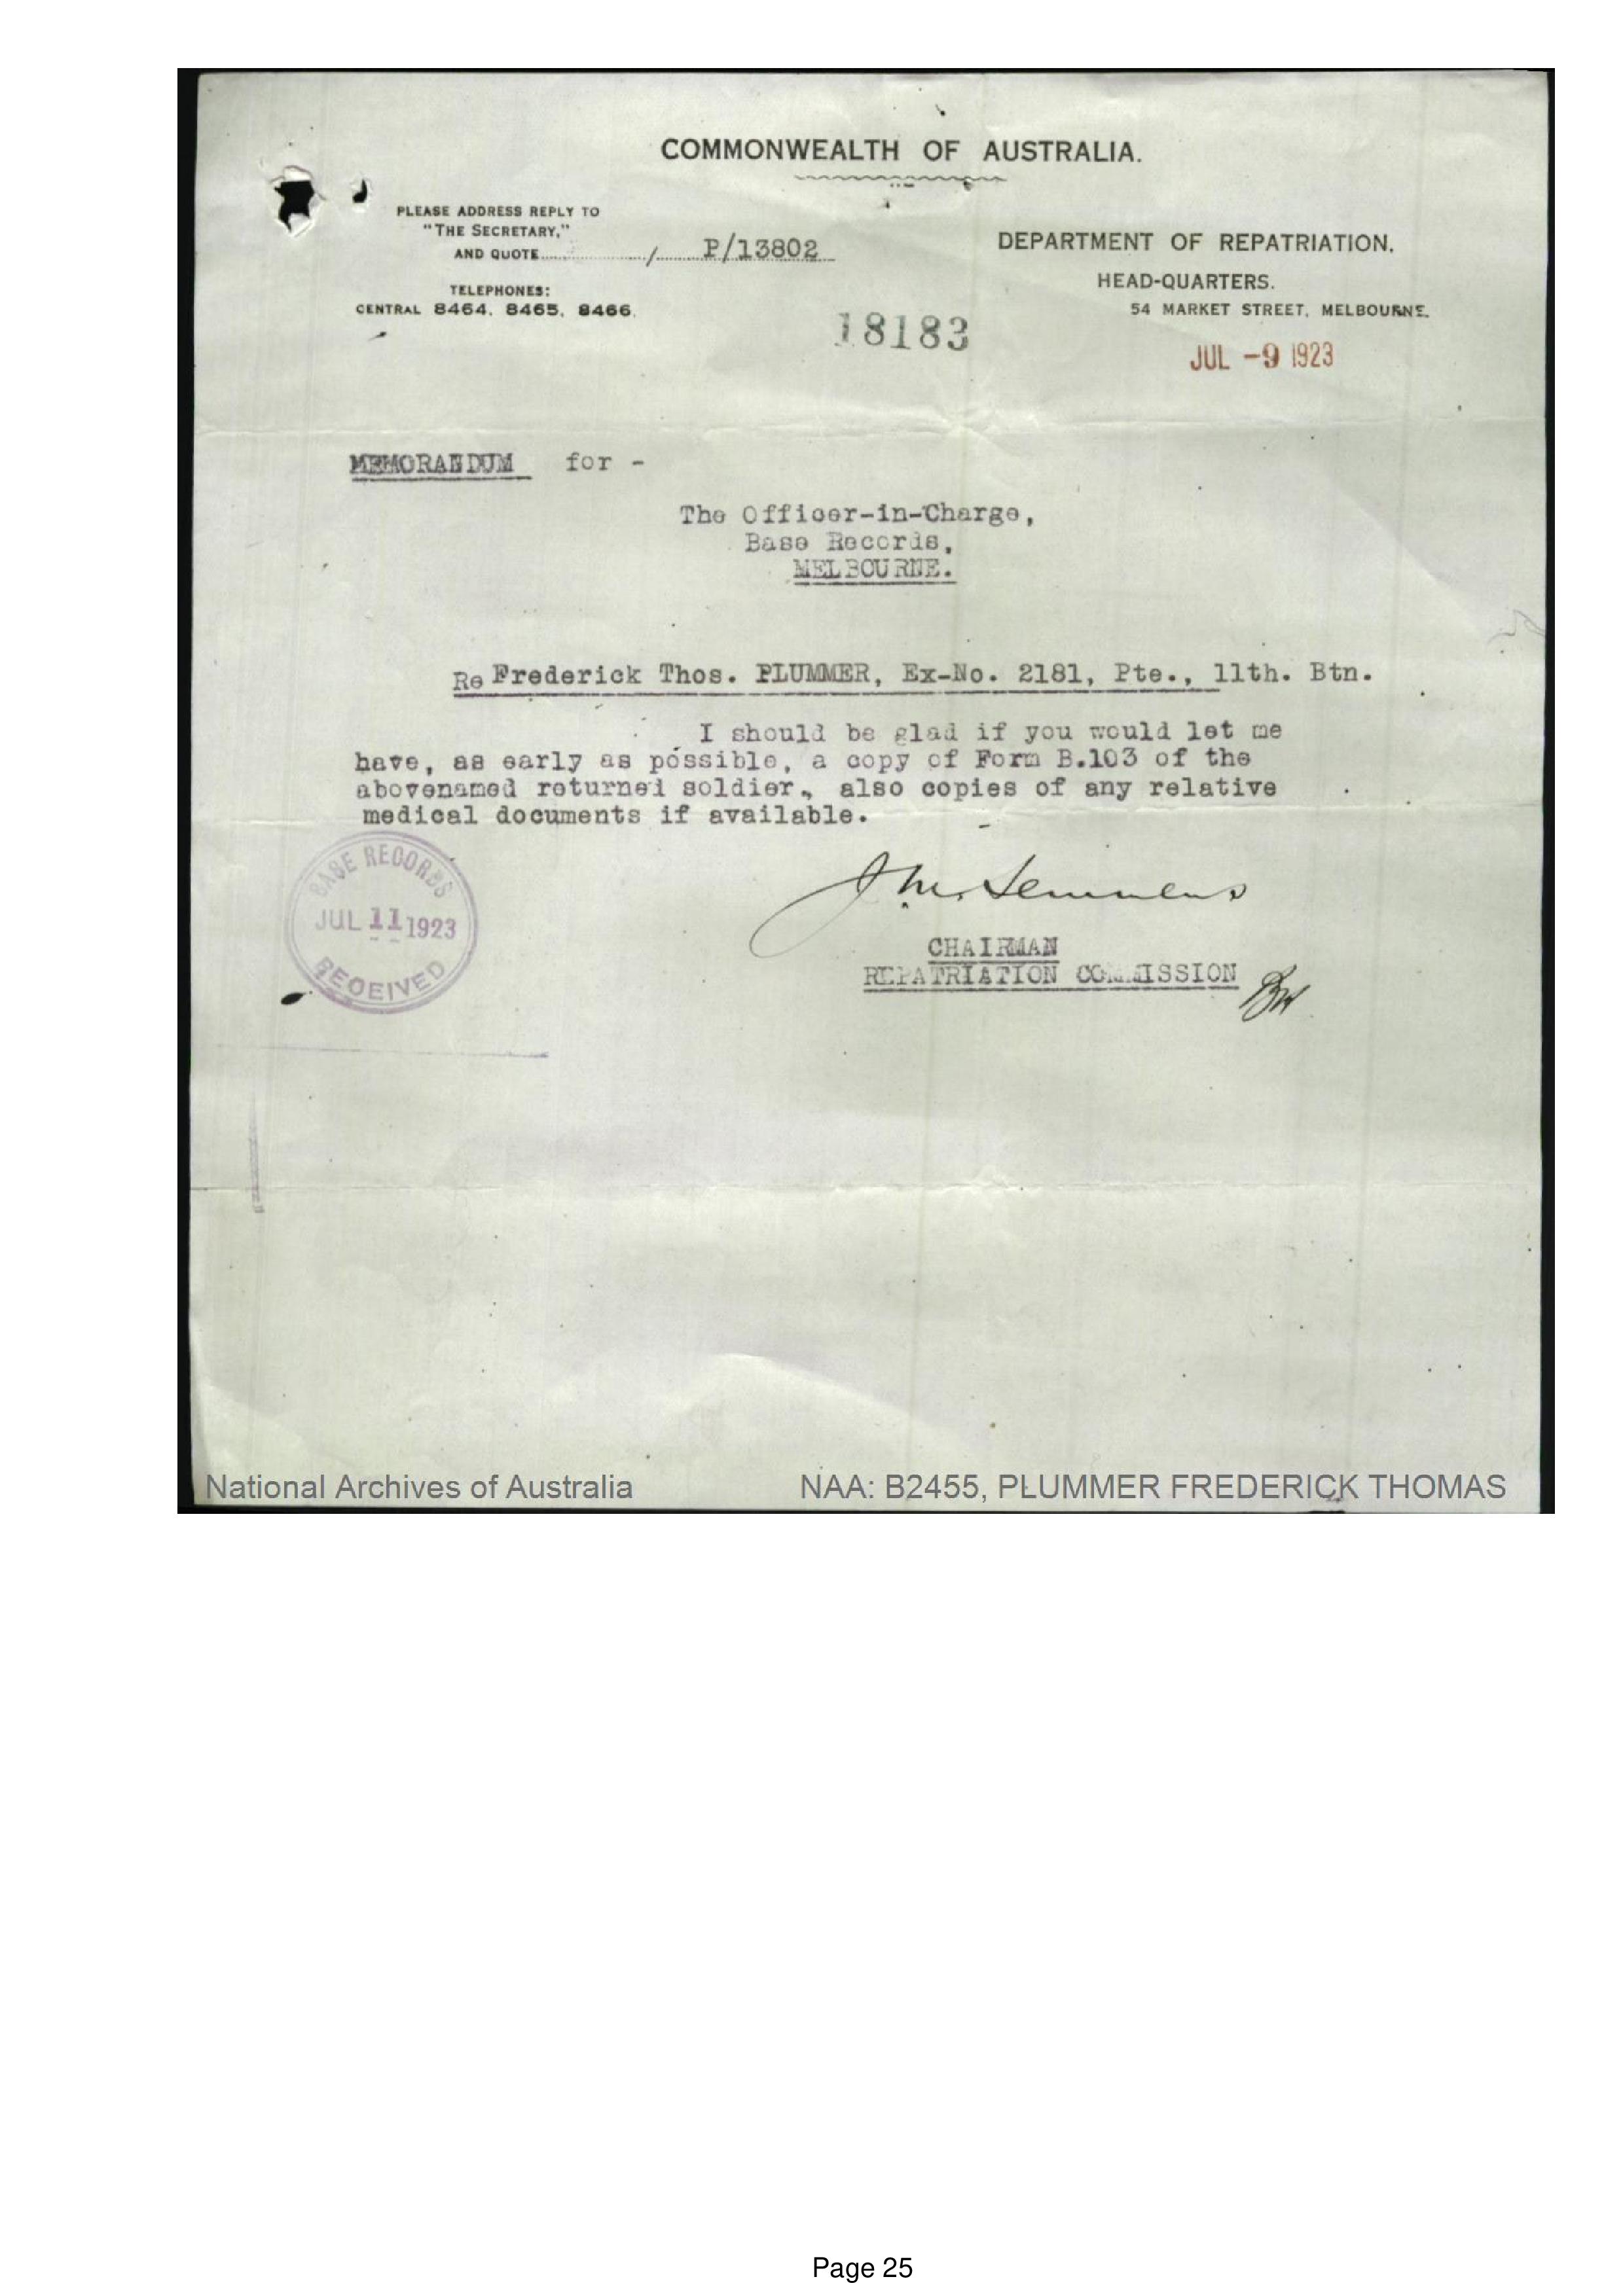 COMMONWEALTH OF AUSTRALIA.
PLEASE ADDRESS REPLY TO
"THE SECRETARY,"
AND QUOTE / P/13802
TELEPHONES:
CENTRAL 8464, 8465, 8466.
DEPARTMENT OF REPATRIATION,
HEAD-QUARTERS.
54 MARKET STREET, MELBOURNE.
18183
JUL -9 1923
MEMORANDUM for -
The Officer-in-Charge,
Base Records,
MELBOURNE.
Re Frederick Thos. PLUMMER, Ex-No. 2181, Pte., 11th. Btn.
I should be glad if you would let me
have, as early as possible, a copy of Form B.103 of the
abovenamed returned soldier, also copies of any relative
medical documents if available.
BASE RECORDS
JUL 11 1923
RECEIVED
J.M. Semmens
CHAIRMAN
REPATRIATION COMMISSION
National Archives of Australia NAA: B2455, PLUMMER FREDERICK THOMAS
Page 25